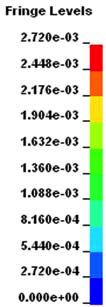 Fringe Levels
2.720e-03
2.448e-03
2.176e-03
1.904e-03
1.632e-03
1.360e-03
1.088e-03
8.160e-04
5.440e-04
2.720e-04
0.000e+00